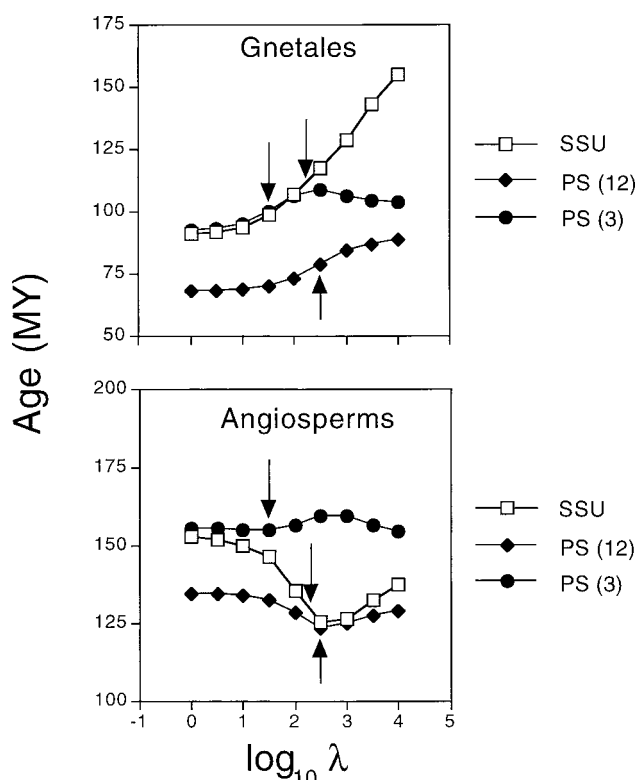 Gnetales
175
150
125
100
75
50
SSU
PS (12)
PS (3)
Age (MY)
Angiosperms
200
175
150
125
100
SSU
PS (12)
PS (3)
-1 0 1 2 3 4 5
log10 λ